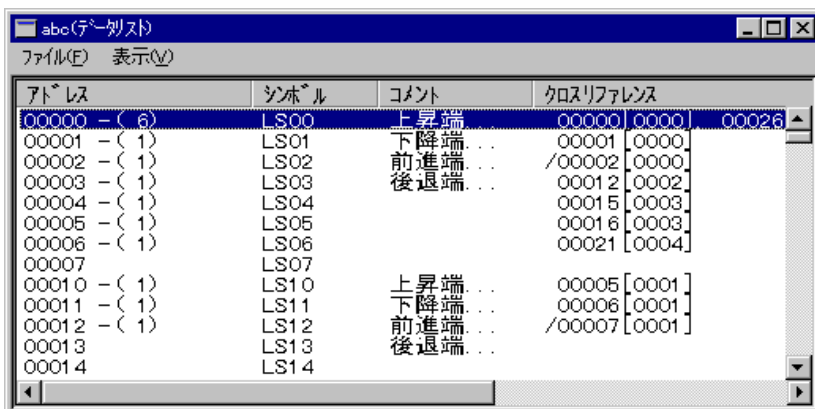 abc(データリスト)
ファイル(F) 表示(V)
アドレス シンボル コメント クロスリファレンス
00000 -( 6) LS00 上昇端... 00000[0000] 00026
00001 -( 1) LS01 下降端... 00001[0000]
00002 -( 1) LS02 前進端... /00002[0000]
00003 -( 1) LS03 後退端... 00012[0002]
00004 -( 1) LS04 00015[0003]
00005 -( 1) LS05 00016[0003]
00006 -( 1) LS06 00021[0004]
00007 LS07
00010 -( 1) LS10 上昇端... 00005[0001]
00011 -( 1) LS11 下降端... 00006[0001]
00012 -( 1) LS12 前進端... /00007[0001]
00013 LS13 後退端...
00014 LS14